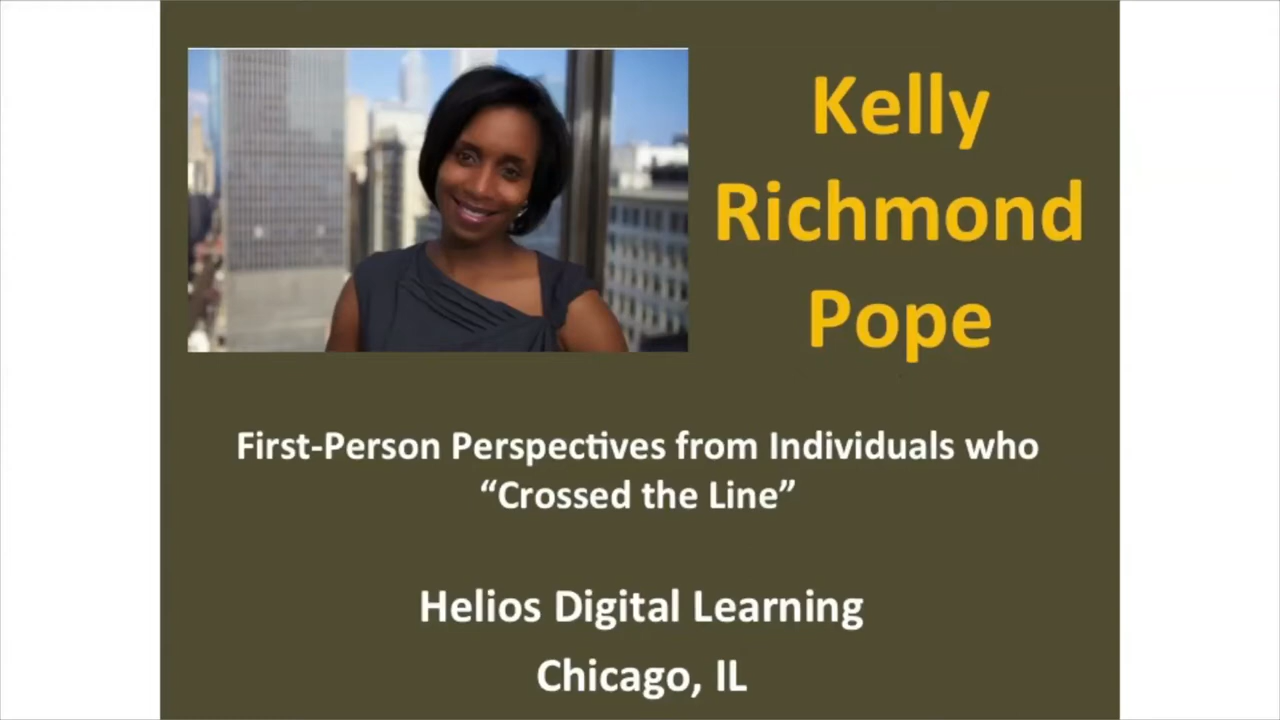 Kelly
Richmond
Pope
First-Person Perspectives from Individuals who
“Crossed the Line”
Helios Digital Learning
Chicago, IL